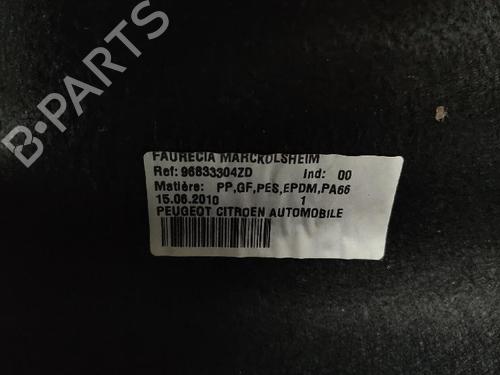 B-PARTS
FAURECIA MARCKOLSHEIM
Ref: 96833304ZD Ind: 00
Matière: PP,GF,PES,EPDM,PA66
15.06.2010 1
PEUGEOT CITROEN AUTOMOBILE